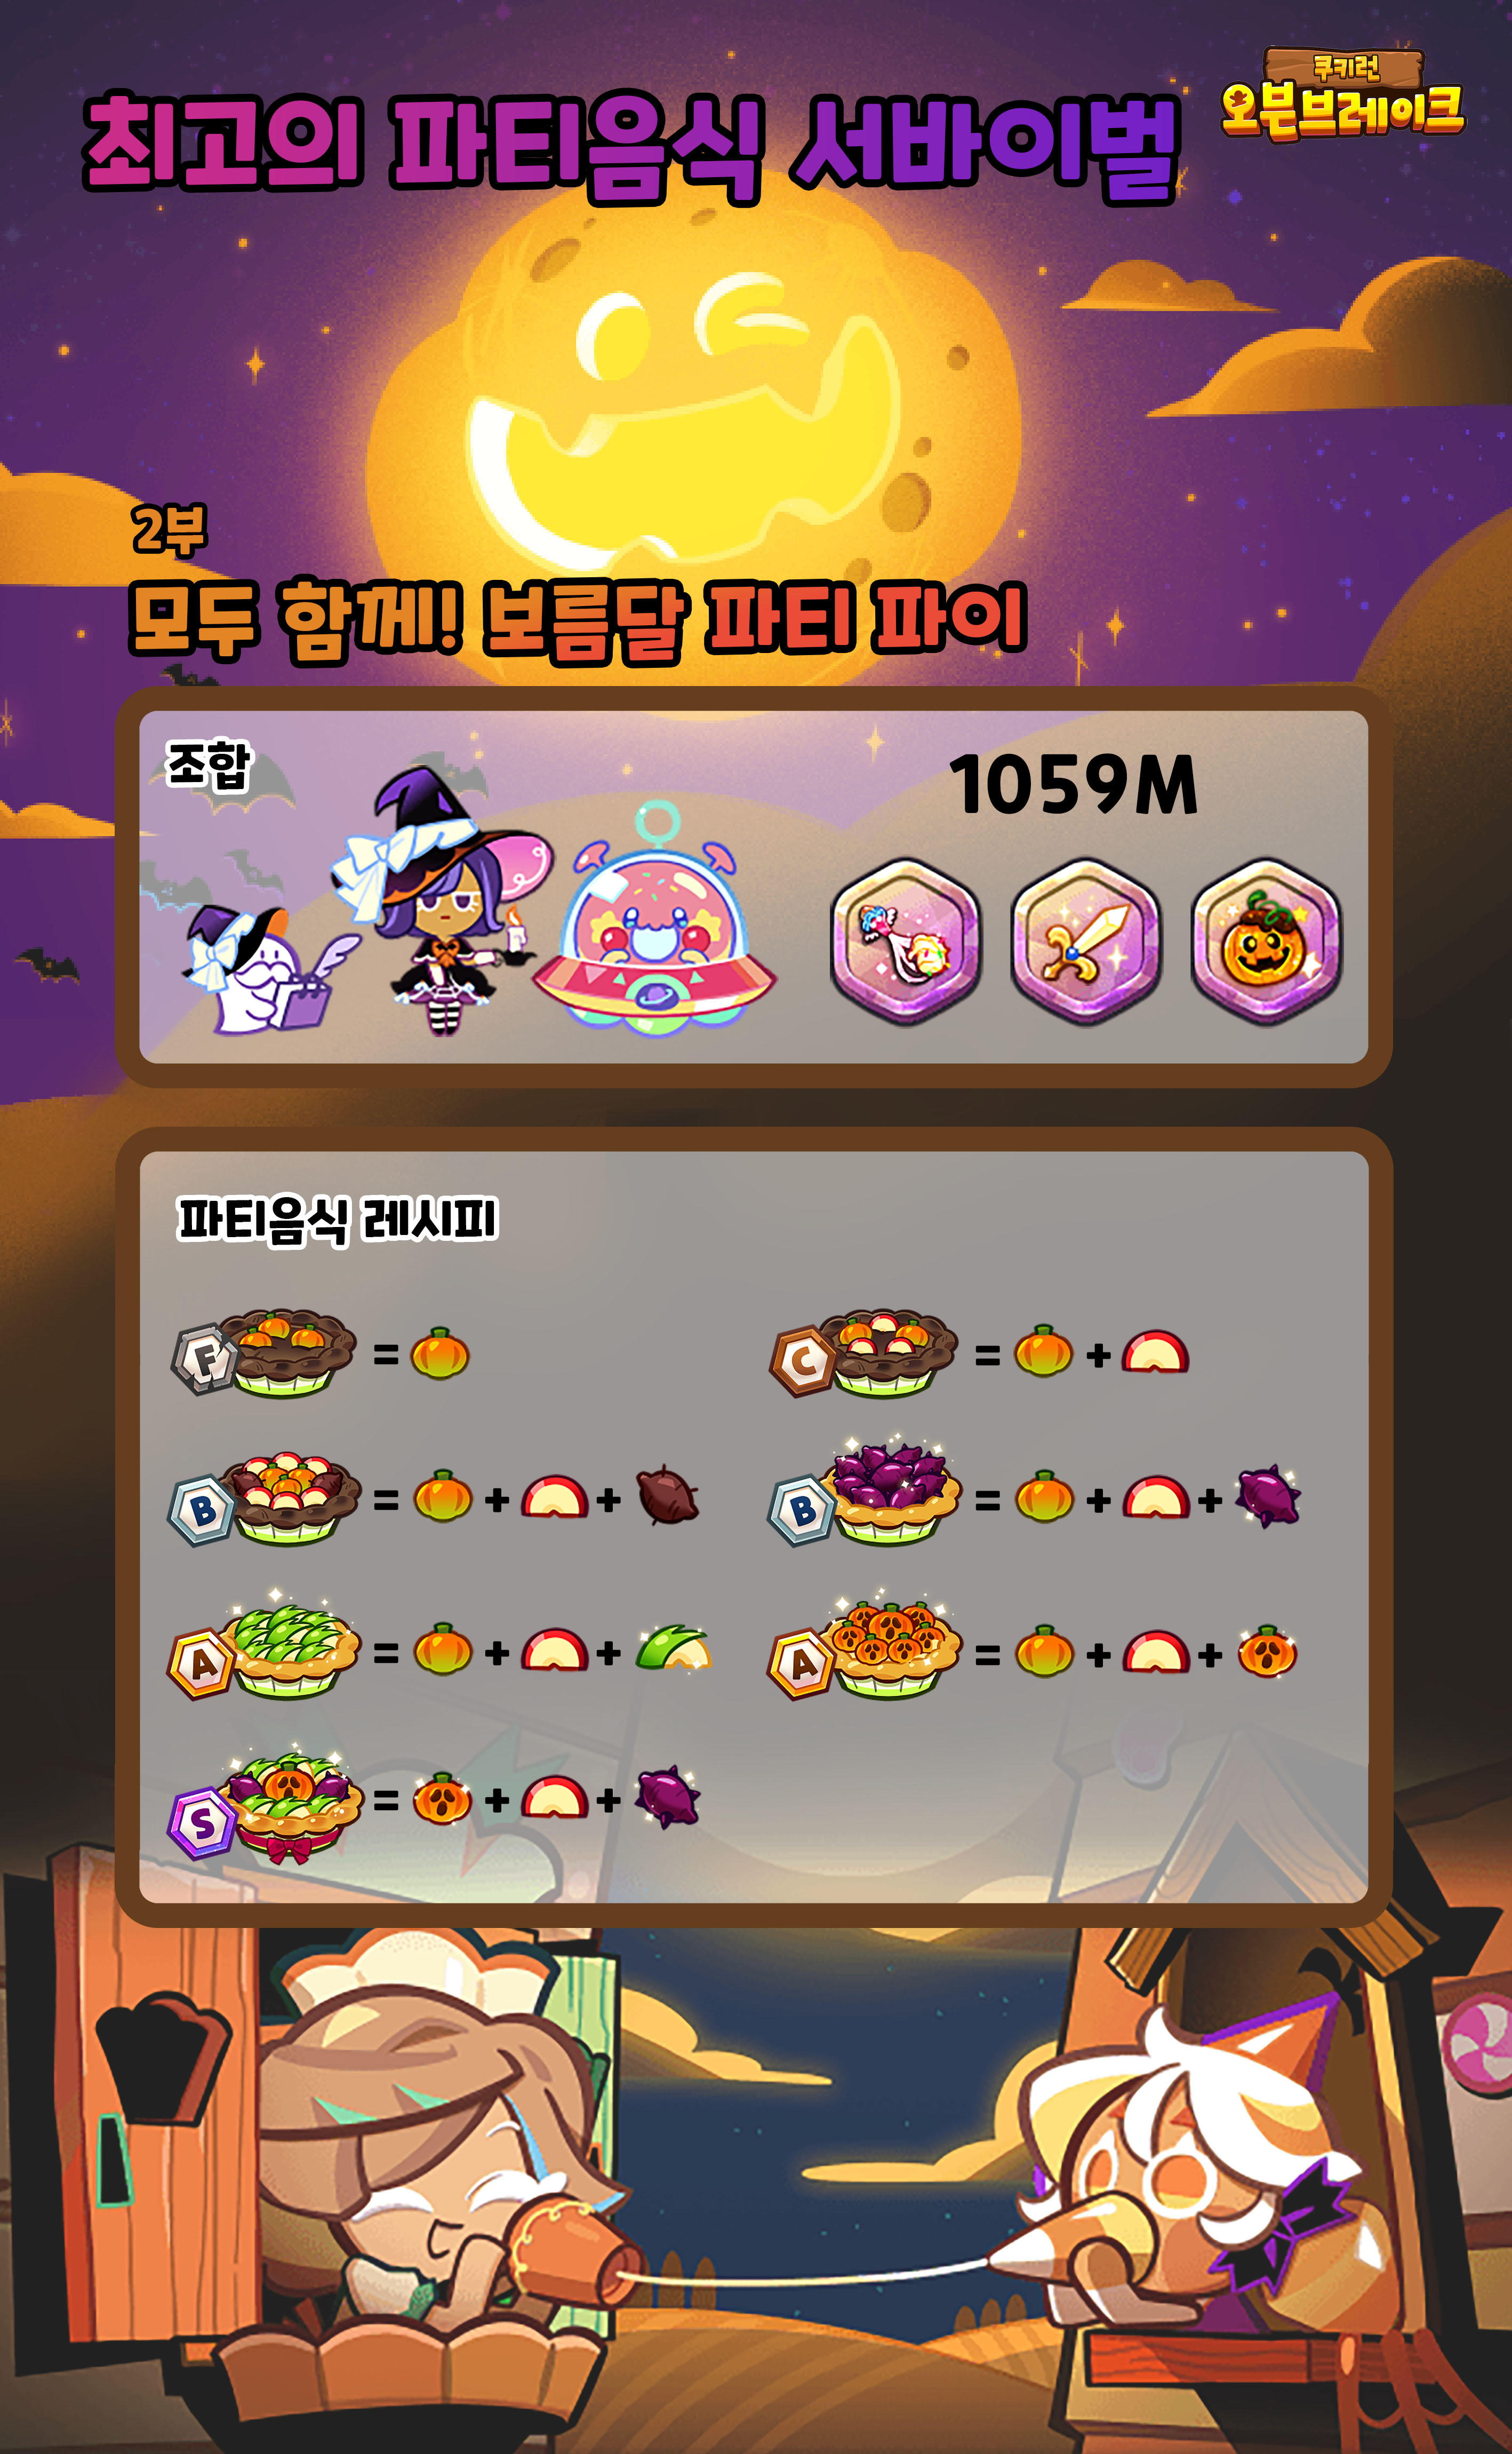 최고의 파티음식 서바이벌
쿠키런
오븐브레이크
2부
모두 함께! 보름달 파티 파이
조합
1059M
파티음식 레시피
F = 
C = +
B = + +
B = + +
A = + +
A = + +
S = + +